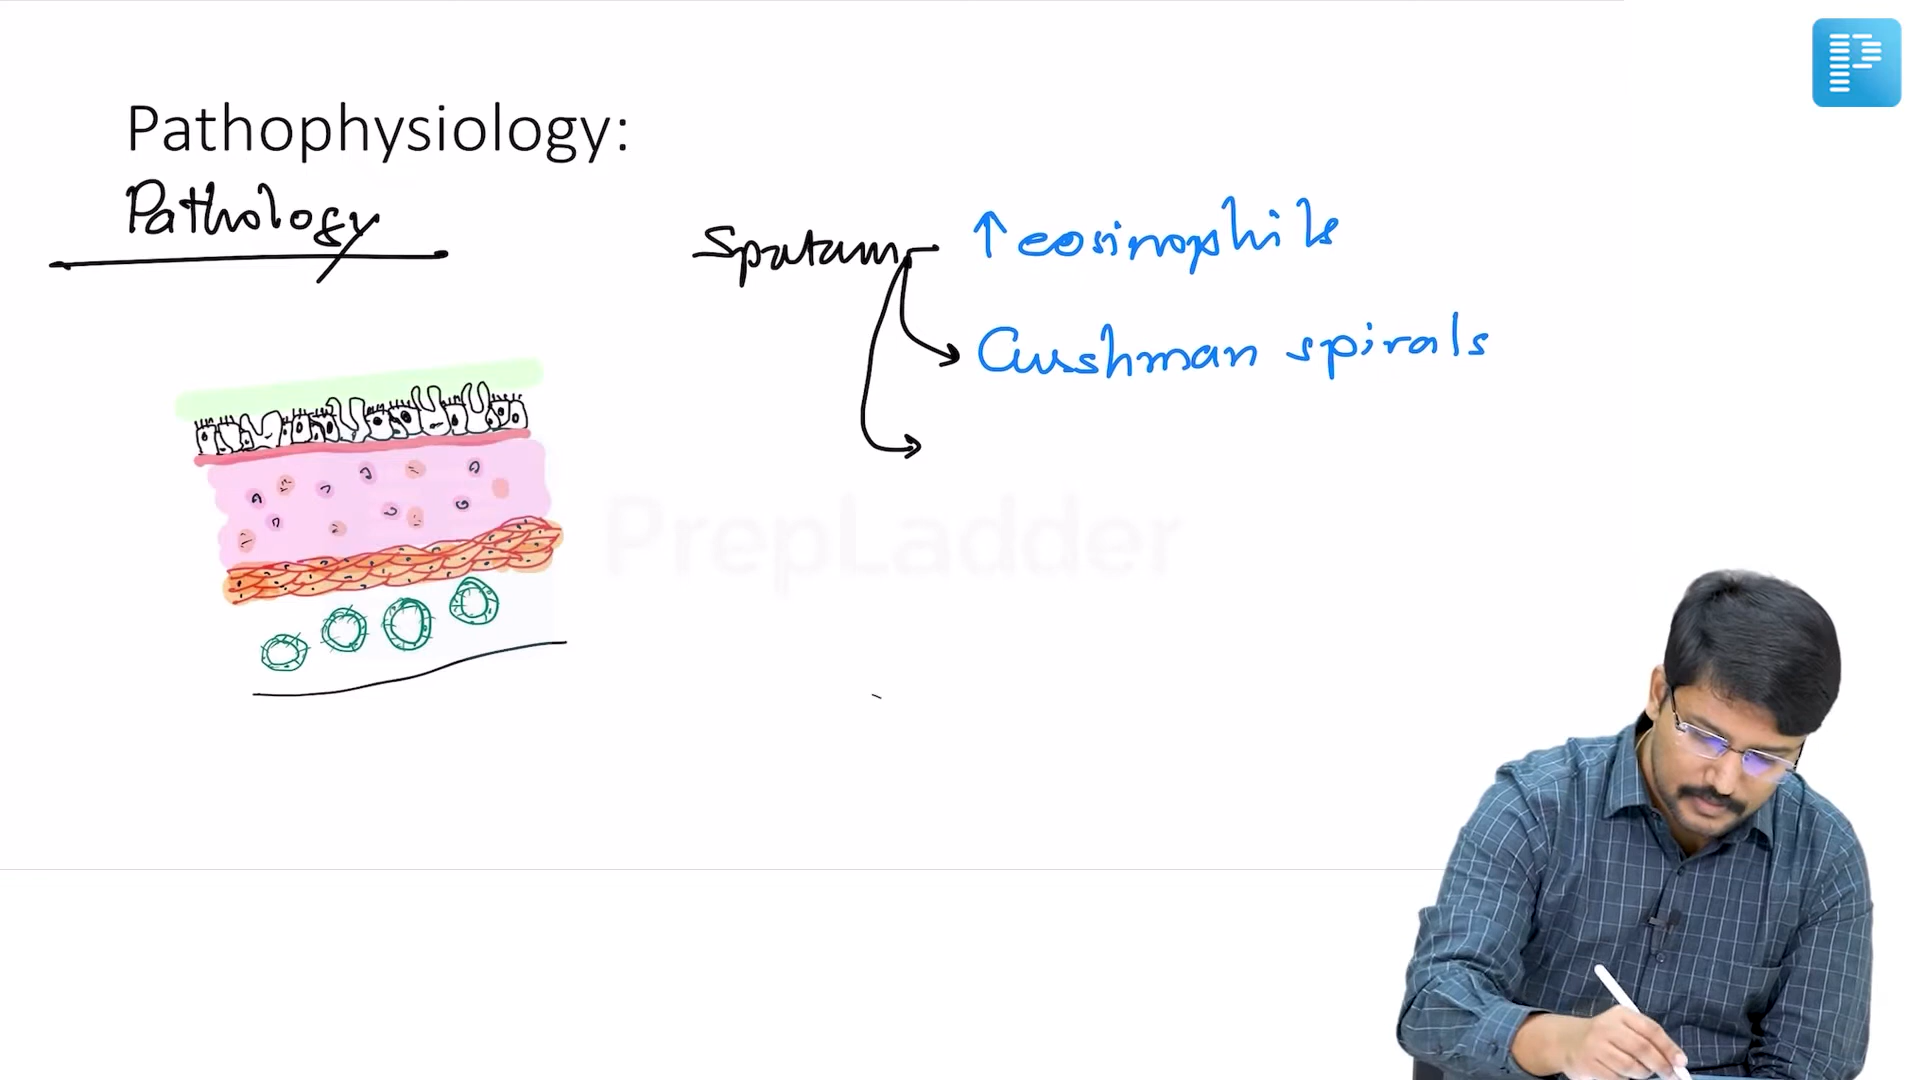 Pathophysiology:
Pathology
Sputum - ↑ eosinophils
Cushman spirals
PrepLadder